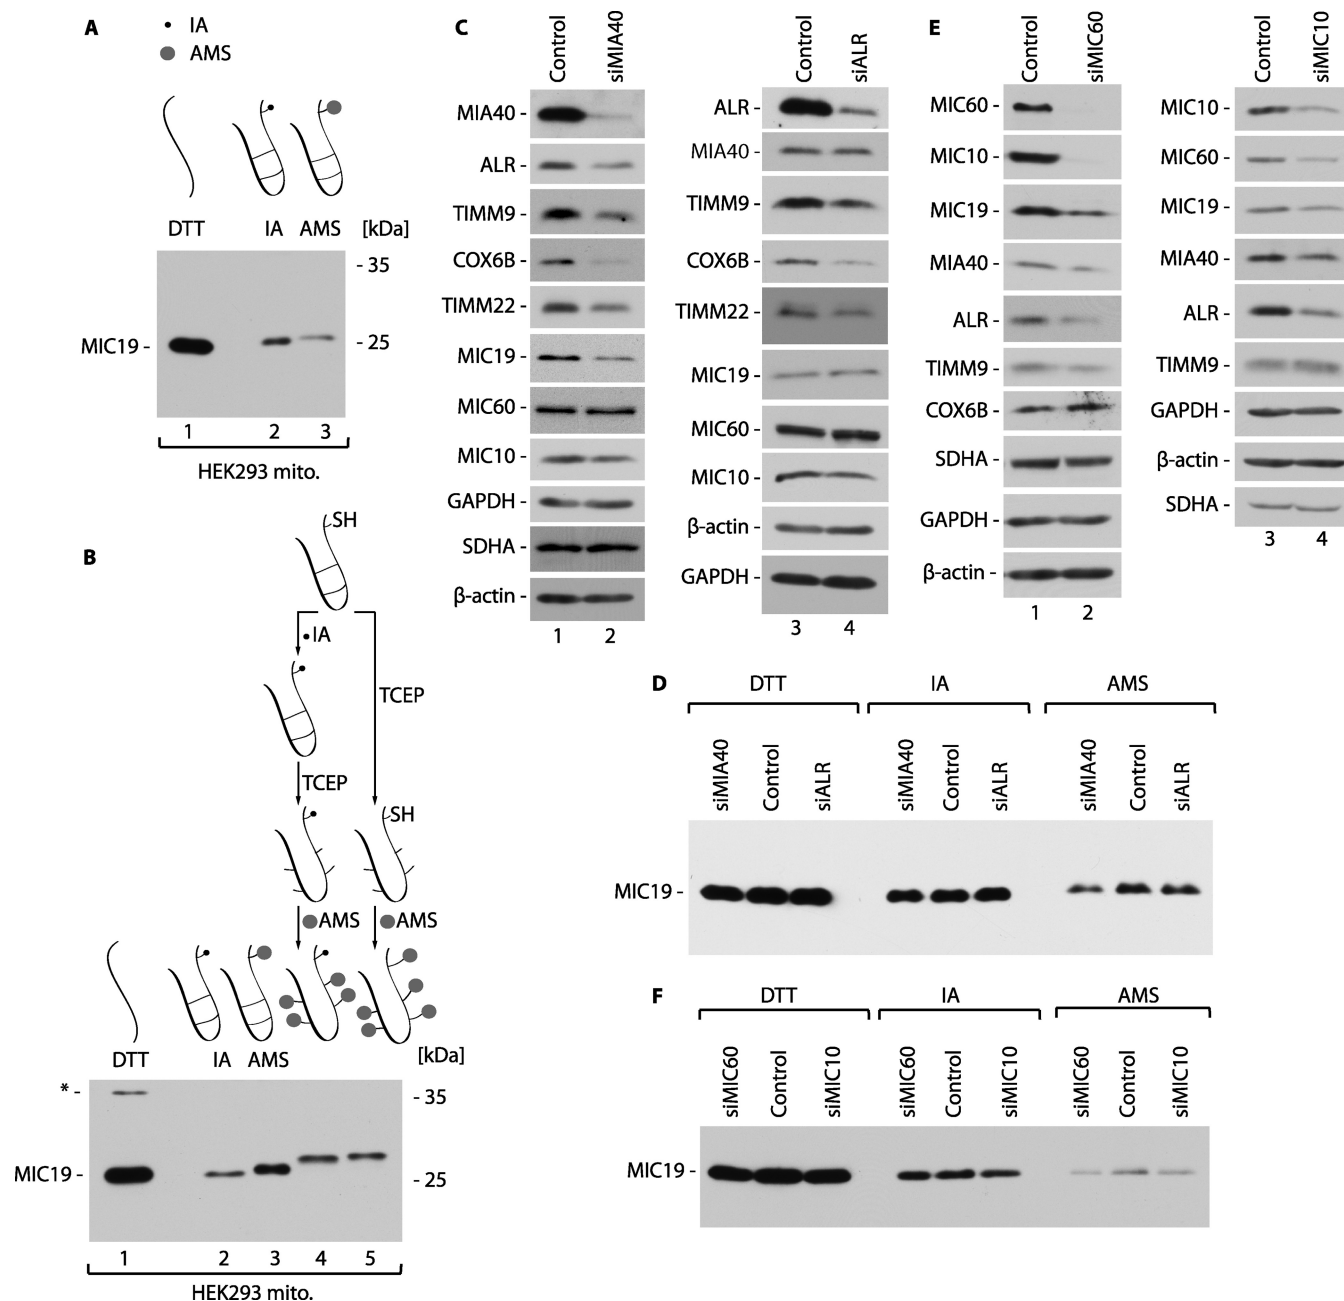 A
IA
AMS
DTT IA AMS [kDa]
- 35
- 25
MIC19 -
1 2 3
HEK293 mito.
B
SH
IA
TCEP
TCEP
SH
AMS AMS
DTT IA AMS [kDa]
* -
- 35
MIC19 -
- 25
1 2 3 4 5
HEK293 mito.
C
Control siMIA40
MIA40 -
ALR -
TIMM9 -
COX6B -
TIMM22 -
MIC19 -
MIC60 -
MIC10 -
GAPDH -
SDHA -
β-actin -
1 2
Control siALR
ALR -
MIA40 -
TIMM9 -
COX6B -
TIMM22 -
MIC19 -
MIC60 -
MIC10 -
β-actin -
GAPDH -
3 4
E
Control siMIC60
MIC60 -
MIC10 -
MIC19 -
MIA40 -
ALR -
TIMM9 -
COX6B -
SDHA -
GAPDH -
β-actin -
1 2
Control siMIC10
MIC10 -
MIC60 -
MIC19 -
MIA40 -
ALR -
TIMM9 -
GAPDH -
β-actin -
SDHA -
3 4
D
DTT IA AMS
siMIA40 Control siALR siMIA40 Control siALR siMIA40 Control siALR
MIC19 -
F
DTT IA AMS
siMIC60 Control siMIC10 siMIC60 Control siMIC10 siMIC60 Control siMIC10
MIC19 -